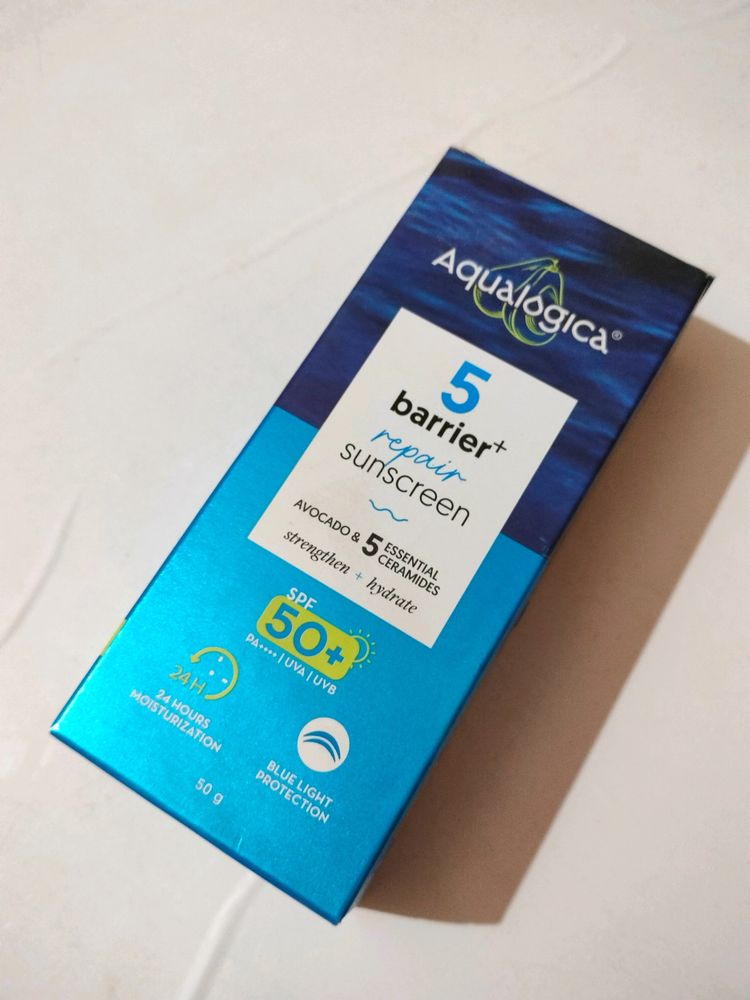 Aqualogica®
5
barrier+
repair
sunscreen
AVOCADO & 5 ESSENTIAL
CERAMIDES
strengthen + hydrate
SPF
50+
PA++++ | UVA | UVB
24H
24 HOURS
MOISTURIZATION
BLUE LIGHT
PROTECTION
50 g